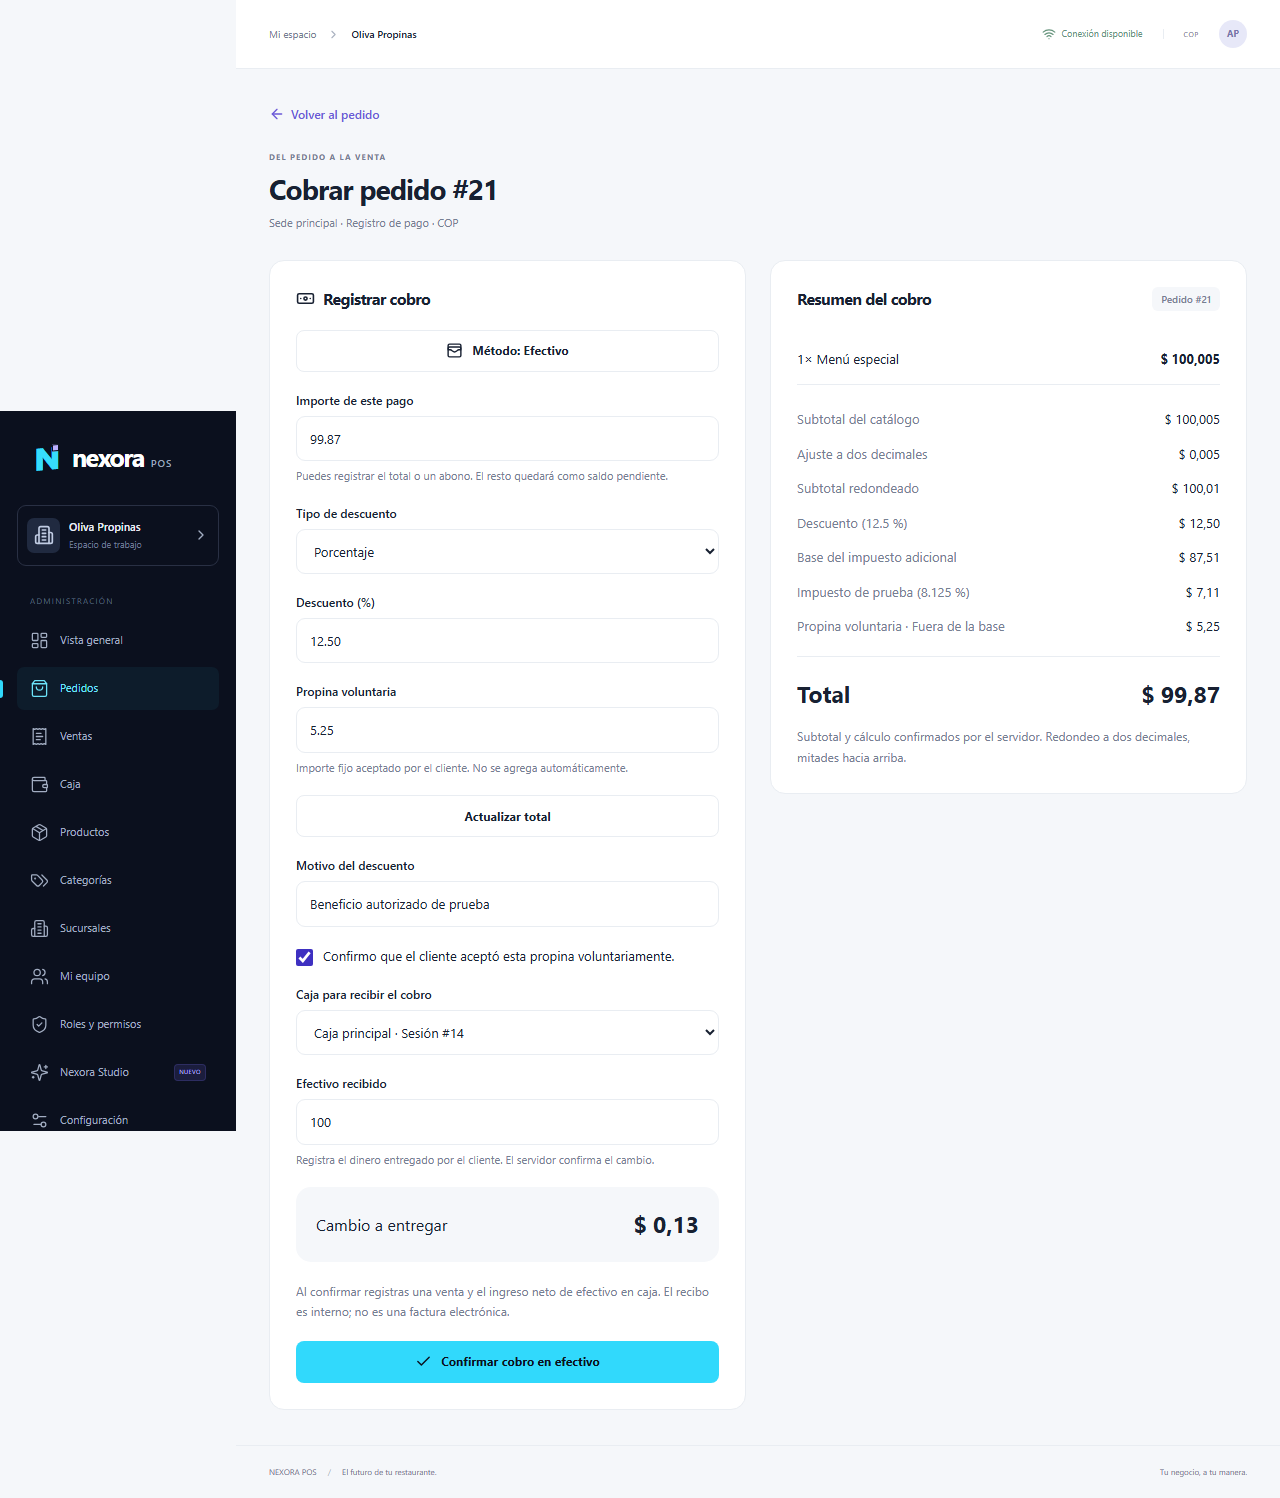 Mi espacio
Oliva Propinas
Conexión disponible
COP
AP
nexora POS
Oliva Propinas
Espacio de trabajo
ADMINISTRACIÓN
Vista general
Pedidos
Ventas
Caja
Productos
Categorías
Sucursales
Mi equipo
Roles y permisos
Nexora Studio NUEVO
Configuración
Volver al pedido
DEL PEDIDO A LA VENTA
Cobrar pedido #21
Sede principal · Registro de pago · COP
Registrar cobro
Método: Efectivo
Importe de este pago
99.87
Puedes registrar el total o un abono. El resto quedará como saldo pendiente.
Tipo de descuento
Porcentaje
Descuento (%)
12.50
Propina voluntaria
5.25
Importe fijo aceptado por el cliente. No se agrega automáticamente.
Actualizar total
Motivo del descuento
Beneficio autorizado de prueba
Confirmo que el cliente aceptó esta propina voluntariamente.
Caja para recibir el cobro
Caja principal · Sesión #14
Efectivo recibido
100
Registra el dinero entregado por el cliente. El servidor confirma el cambio.
Cambio a entregar $ 0,13
Al confirmar registras una venta y el ingreso neto de efectivo en caja. El recibo
es interno; no es una factura electrónica.
Confirmar cobro en efectivo
Resumen del cobro Pedido #21
1× Menú especial $ 100,005
Subtotal del catálogo $ 100,005
Ajuste a dos decimales $ 0,005
Subtotal redondeado $ 100,01
Descuento (12.5 %) $ 12,50
Base del impuesto adicional $ 87,51
Impuesto de prueba (8.125 %) $ 7,11
Propina voluntaria · Fuera de la base $ 5,25
Total $ 99,87
Subtotal y cálculo confirmados por el servidor. Redondeo a dos decimales,
mitades hacia arriba.
NEXORA POS / El futuro de tu restaurante.
Tu negocio, a tu manera.